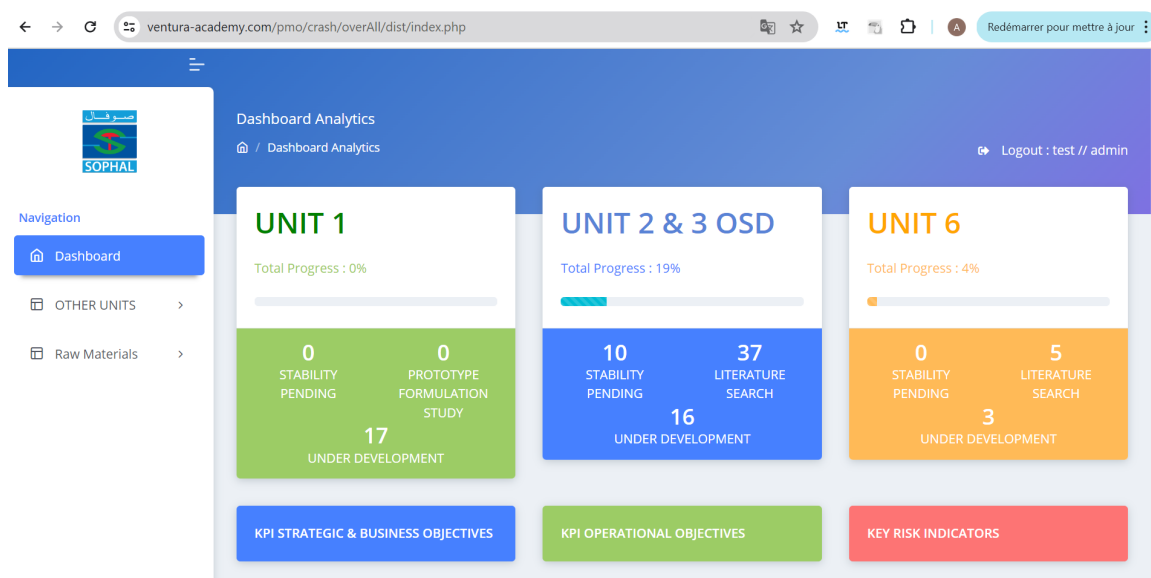 ventura-academy.com/pmo/crash/overAll/dist/index.php
A
Redémarrer pour mettre à jour
صوفال
SOPHAL
Navigation
Dashboard
OTHER UNITS
Raw Materials
Dashboard Analytics
/ Dashboard Analytics
Logout : test // admin
UNIT 1
Total Progress : 0%
0
STABILITY
PENDING
0
PROTOTYPE
FORMULATION
STUDY
17
UNDER DEVELOPMENT
UNIT 2 & 3 OSD
Total Progress : 19%
10
STABILITY
PENDING
37
LITERATURE
SEARCH
16
UNDER DEVELOPMENT
UNIT 6
Total Progress : 4%
0
STABILITY
PENDING
5
LITERATURE
SEARCH
3
UNDER DEVELOPMENT
KPI STRATEGIC & BUSINESS OBJECTIVES
KPI OPERATIONAL OBJECTIVES
KEY RISK INDICATORS